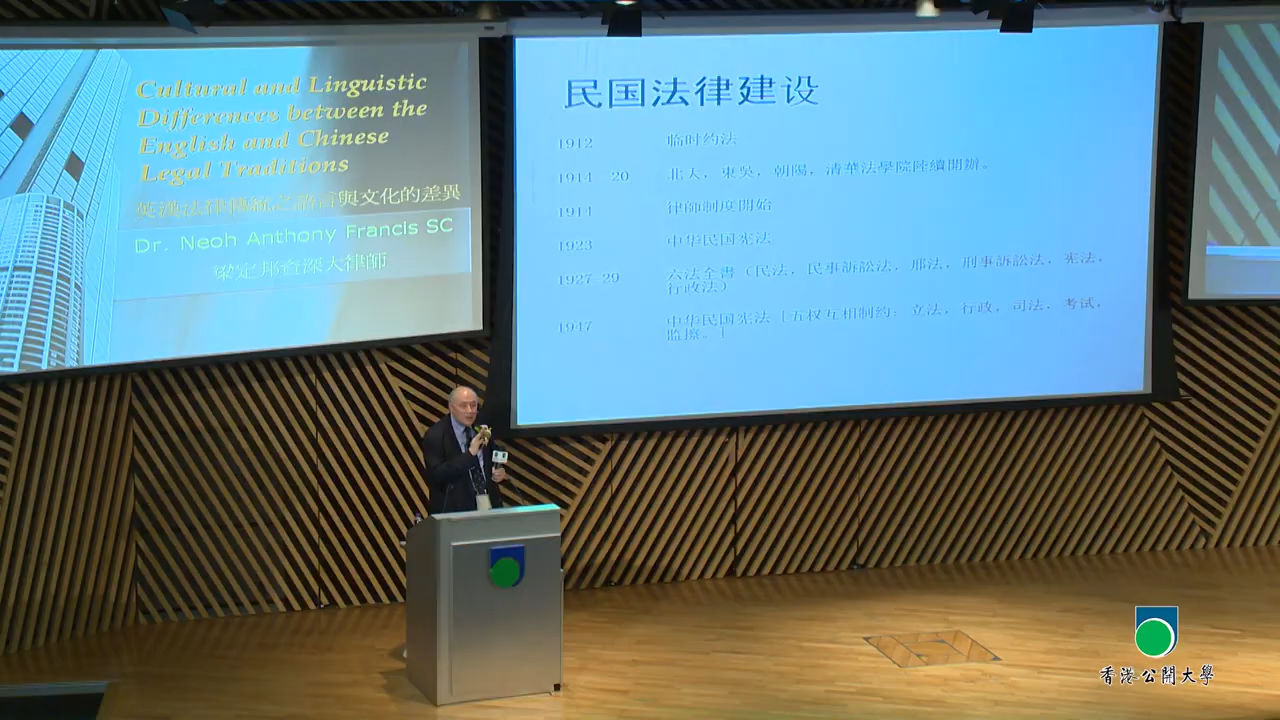 Cultural and Linguistic
Differences between the
English and Chinese
Legal Traditions
英漢法律傳統之語言與文化的差異
Dr. Neoh Anthony Francis SC
梁定邦資深大律師
民国法律建设
1912 临时约法
1914-20 北大，東吳，朝陽，清華法學院陸續開辦。
1914 律師制度開始
1923 中华民国宪法
1927-29 六法全書（民法，民事訴訟法，刑法，刑事訴訟法，宪法，
行政法）
1947 中华民国宪法［五权互相制约：立法，行政，司法，考试，
监察。］
香港公開大學